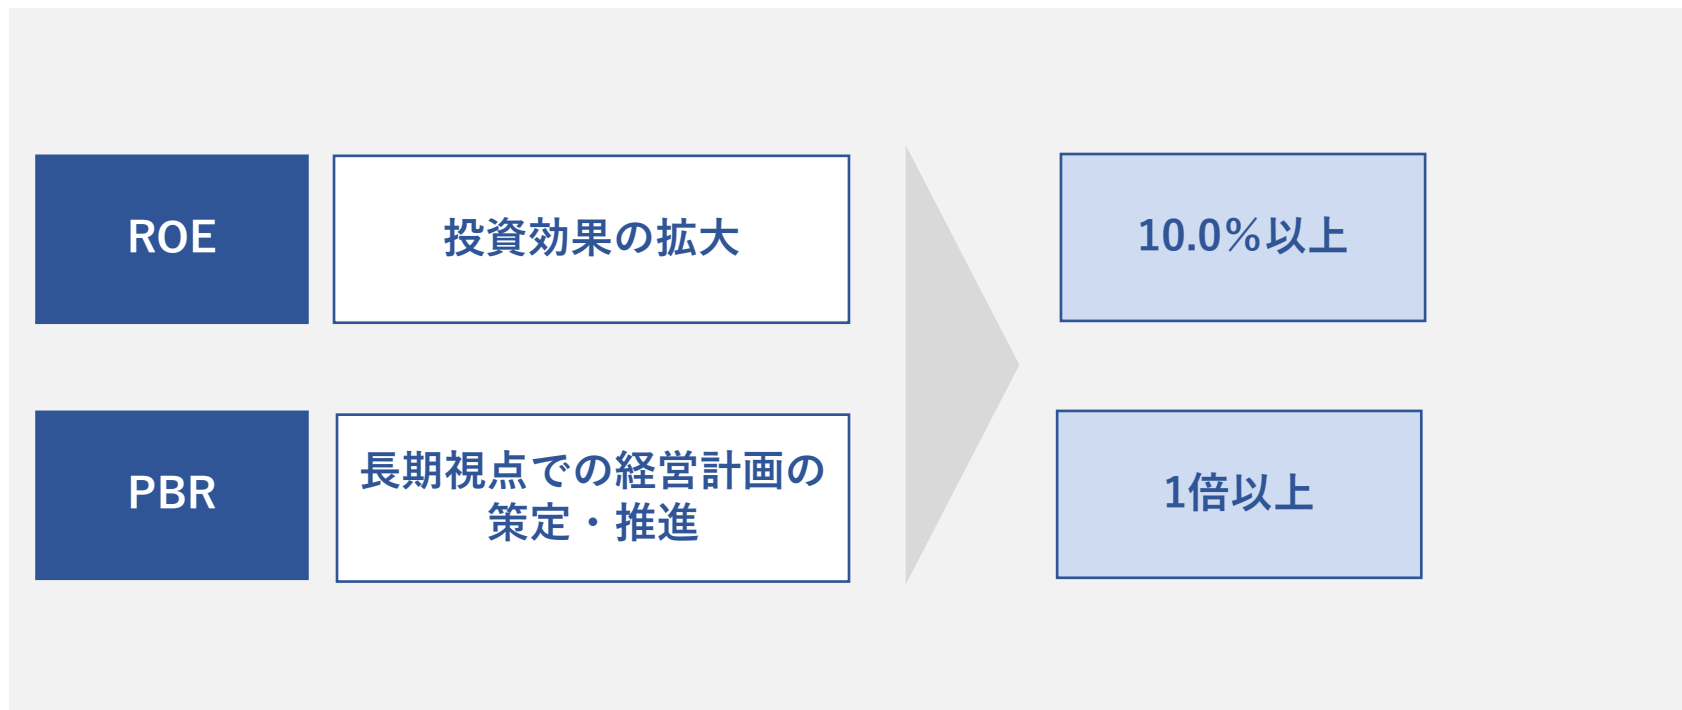 ROE
投資効果の拡大
10.0％以上
PBR
長期視点での経営計画の
策定・推進
1倍以上